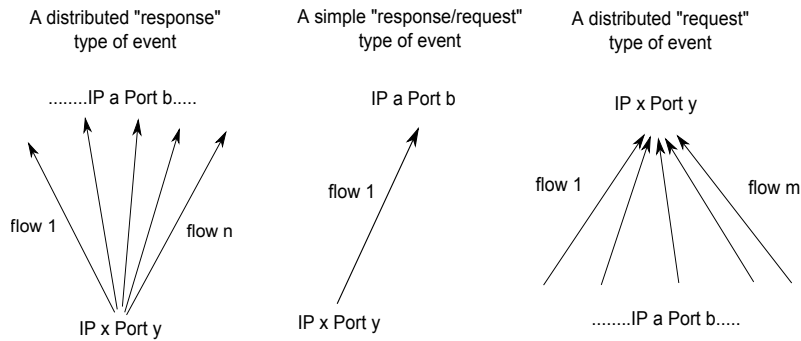 A distributed "response"
type of event
........IP a Port b.....
flow 1
flow n
IP x Port y
A simple "response/request"
type of event
IP a Port b
flow 1
IP x Port y
A distributed "request"
type of event
IP x Port y
flow 1
flow m
........IP a Port b.....